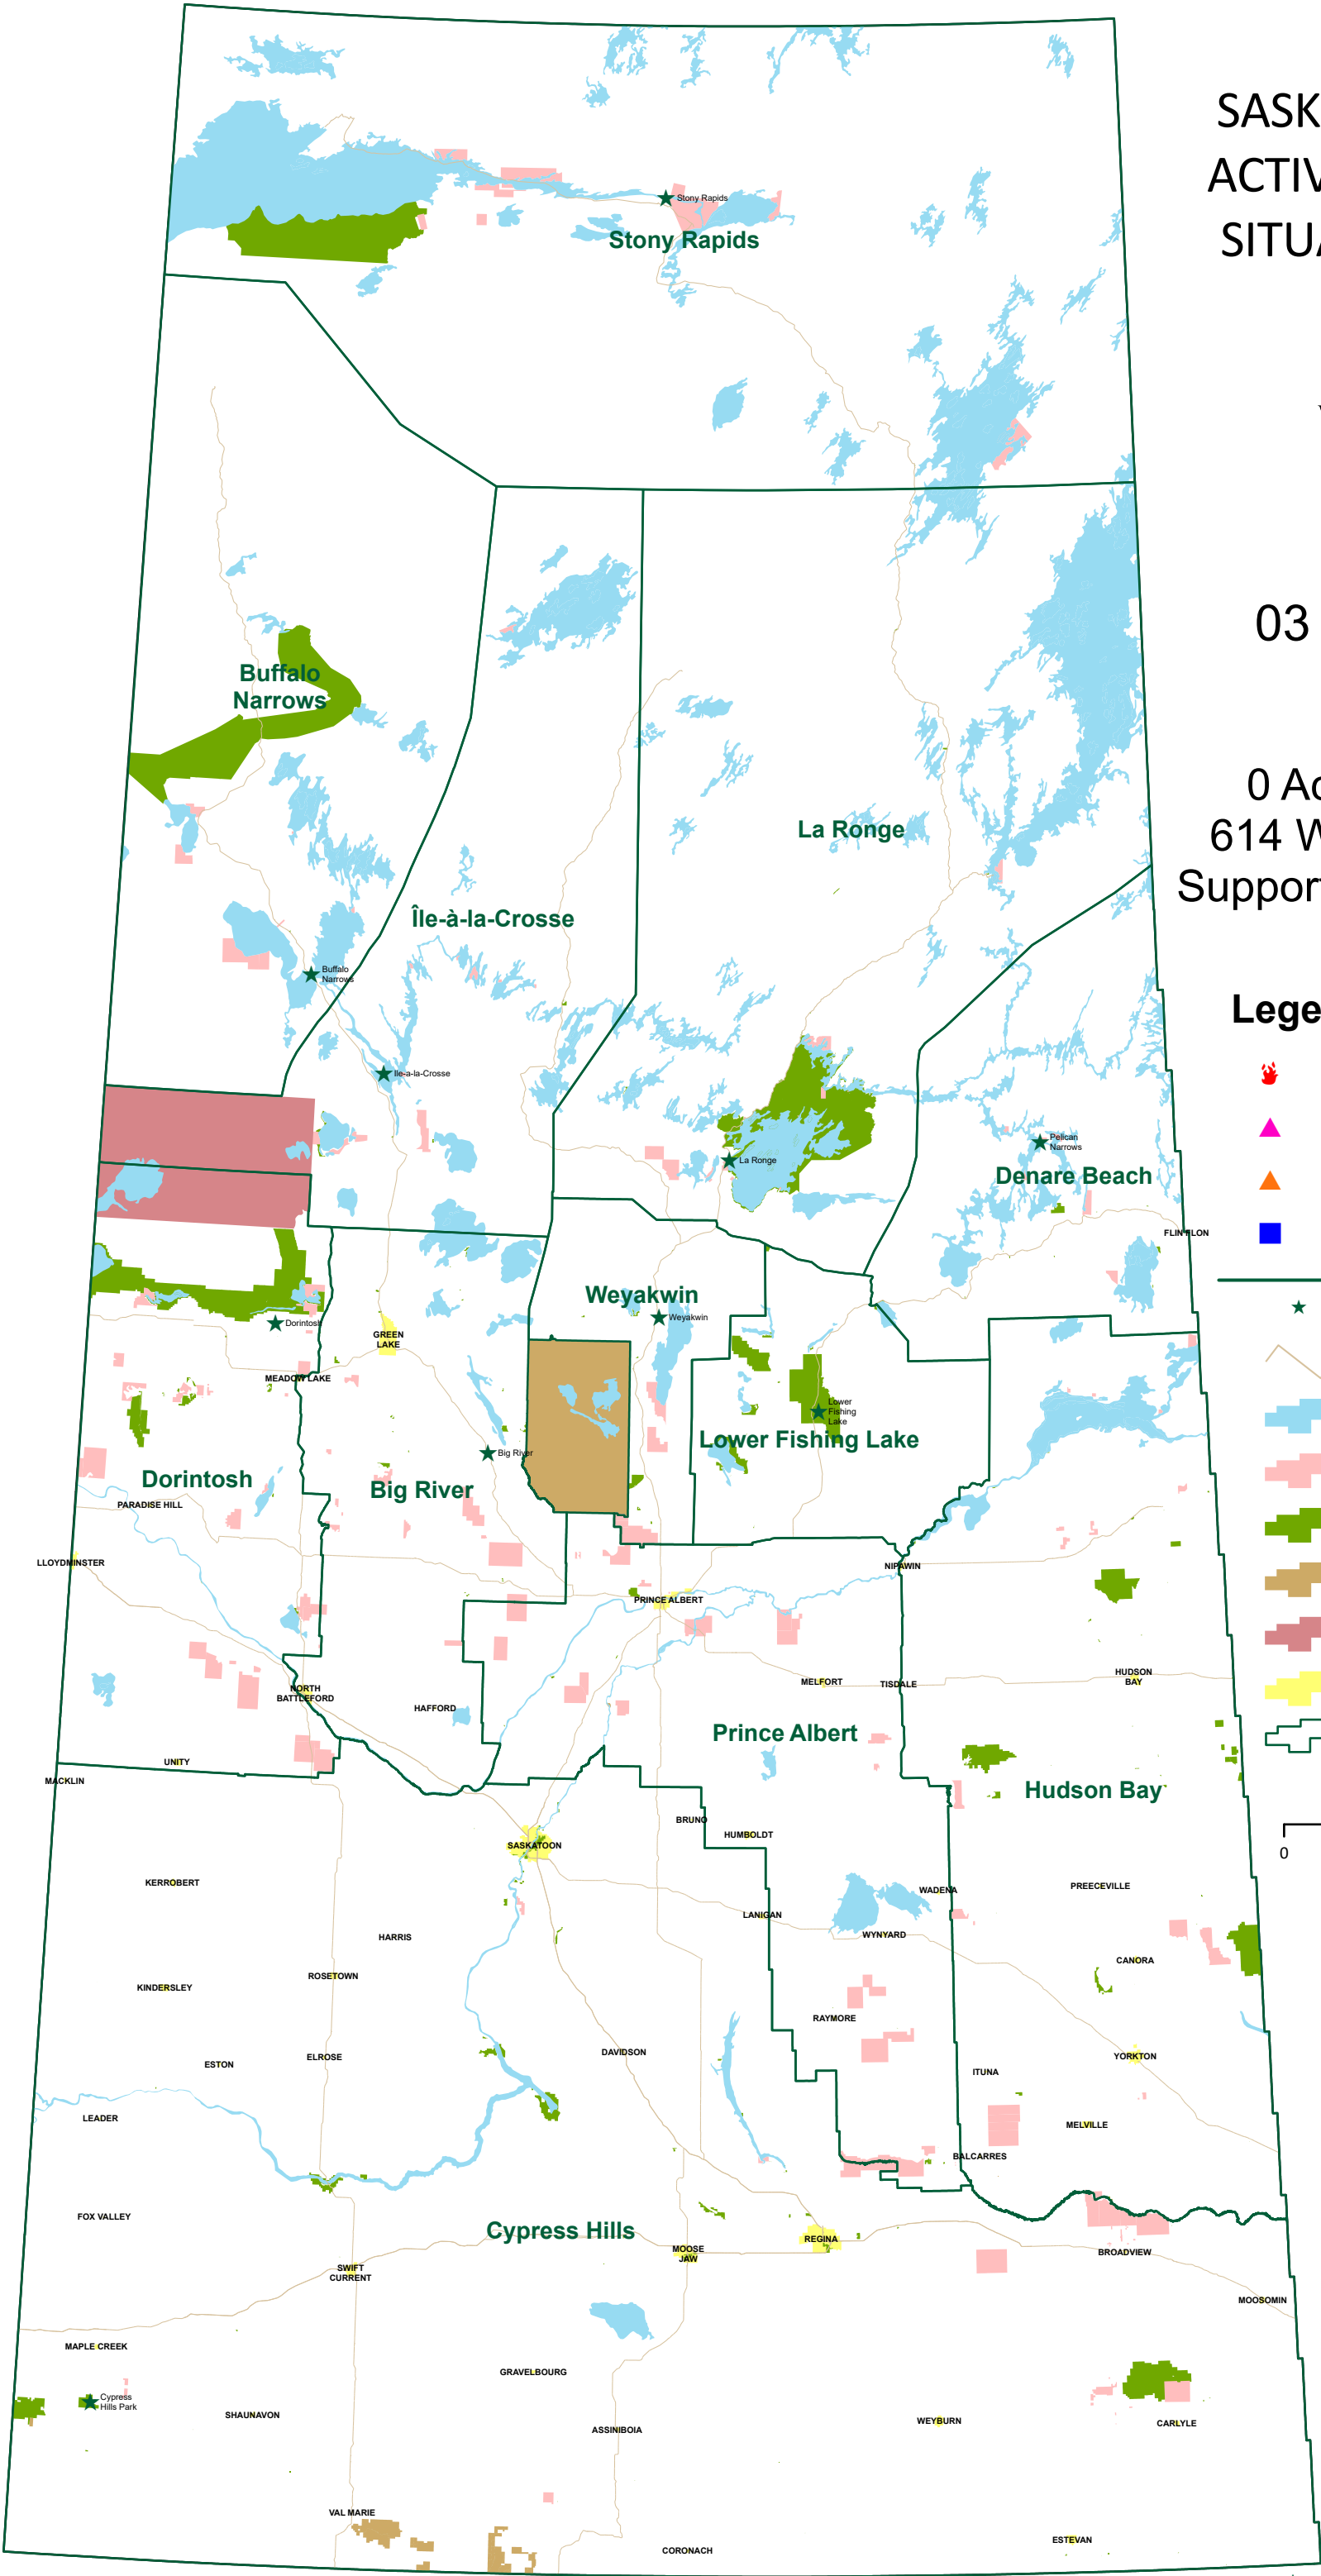 SASK
ACTIV
SITUA
03
0 Ac
614 W
Support
Lege
0
Stony Rapids
Stony Rapids
Buffalo
Narrows
La Ronge
Île-à-la-Crosse
Buffalo
Narrows
Ile-a-la-Crosse
Pelican
Narrows
La Ronge
Denare Beach
FLIN FLON
Weyakwin
Weyakwin
Dorintosh
GREEN
LAKE
MEADOW LAKE
Lower
Fishing
Lake
Lower Fishing Lake
Big River
Dorintosh
Big River
PARADISE HILL
LLOYDMINSTER
NIPAWIN
PRINCE ALBERT
HUDSON
BAY
MELFORT
TISDALE
NORTH
BATTLEFORD
HAFFORD
Prince Albert
UNITY
MACKLIN
Hudson Bay
BRUNO
HUMBOLDT
SASKATOON
KERROBERT
PREECEVILLE
WADENA
LANIGAN
WYNYARD
HARRIS
CANORA
ROSETOWN
KINDERSLEY
RAYMORE
DAVIDSON
YORKTON
ELROSE
ESTON
ITUNA
LEADER
MELVILLE
BALCARRES
FOX VALLEY
Cypress Hills
REGINA
MOOSE
JAW
BROADVIEW
SWIFT
CURRENT
MOOSOMIN
MAPLE CREEK
GRAVELBOURG
Cypress
Hills Park
SHAUNAVON
WEYBURN
CARLYLE
ASSINIBOIA
VAL MARIE
ESTEVAN
CORONACH